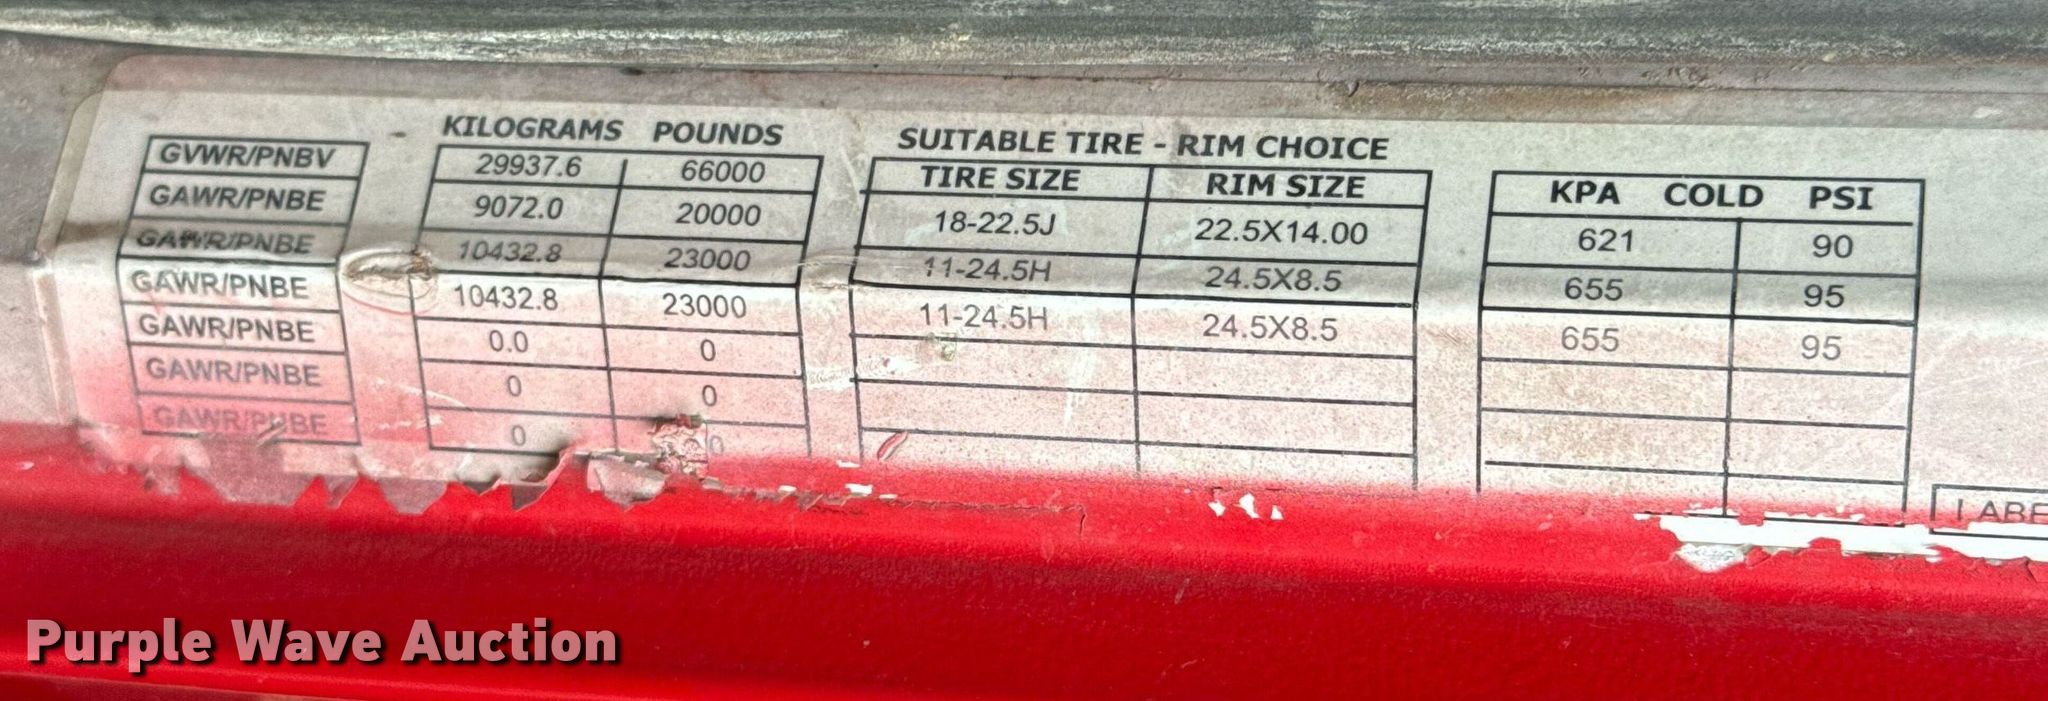 KILOGRAMS POUNDS SUITABLE TIRE - RIM CHOICE
GVWR/PNBV 29937.6 66000 TIRE SIZE RIM SIZE KPA COLD PSI
GAWR/PNBE 9072.0 20000 18-22.5J 22.5X14.00 621 90
GAWR/PNBE 10432.8 23000 11-24.5H 24.5X8.5 655 95
GAWR/PNBE 10432.8 23000 11-24.5H 24.5X8.5 655 95
GAWR/PNBE 0.0 0
GAWR/PNBE 0 0
GAWR/PNBE 0 0
Purple Wave Auction